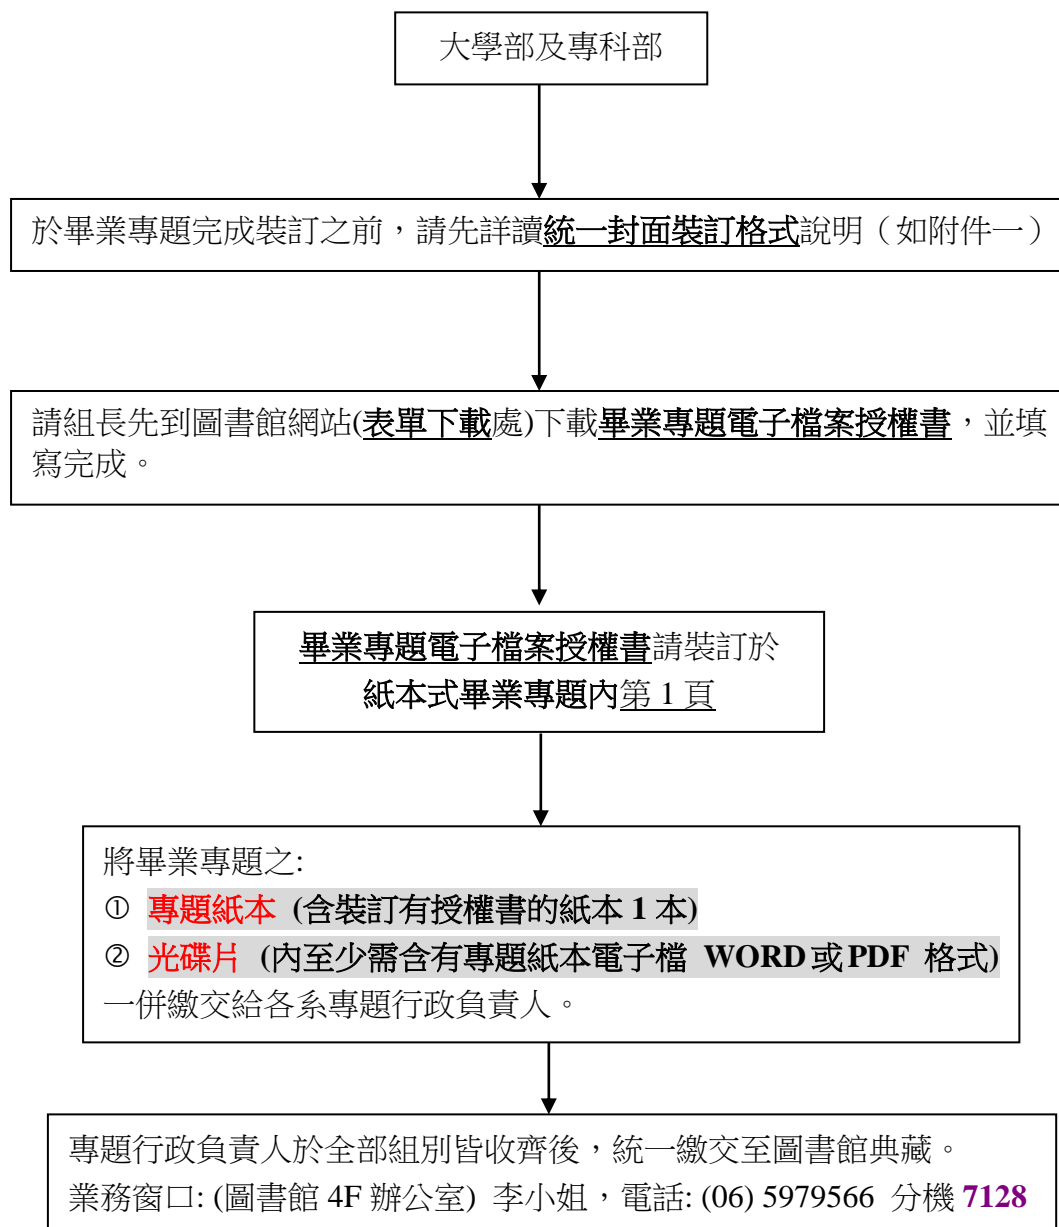 大學部及專科部
於畢業專題完成裝訂之前，請先詳讀統一封面裝訂格式說明（如附件一）
請組長先到圖書館網站(表單下載處)下載畢業專題電子檔案授權書，並填
寫完成。
畢業專題電子檔案授權書請裝訂於
紙本式畢業專題內第 1 頁
將畢業專題之:
① 專題紙本 (含裝訂有授權書的紙本 1 本)
② 光碟片 (內至少需含有專題紙本電子檔 WORD 或 PDF 格式)
一併繳交給各系專題行政負責人。
專題行政負責人於全部組別皆收齊後，統一繳交至圖書館典藏。
業務窗口: (圖書館 4F 辦公室) 李小姐，電話: (06) 5979566 分機 7128